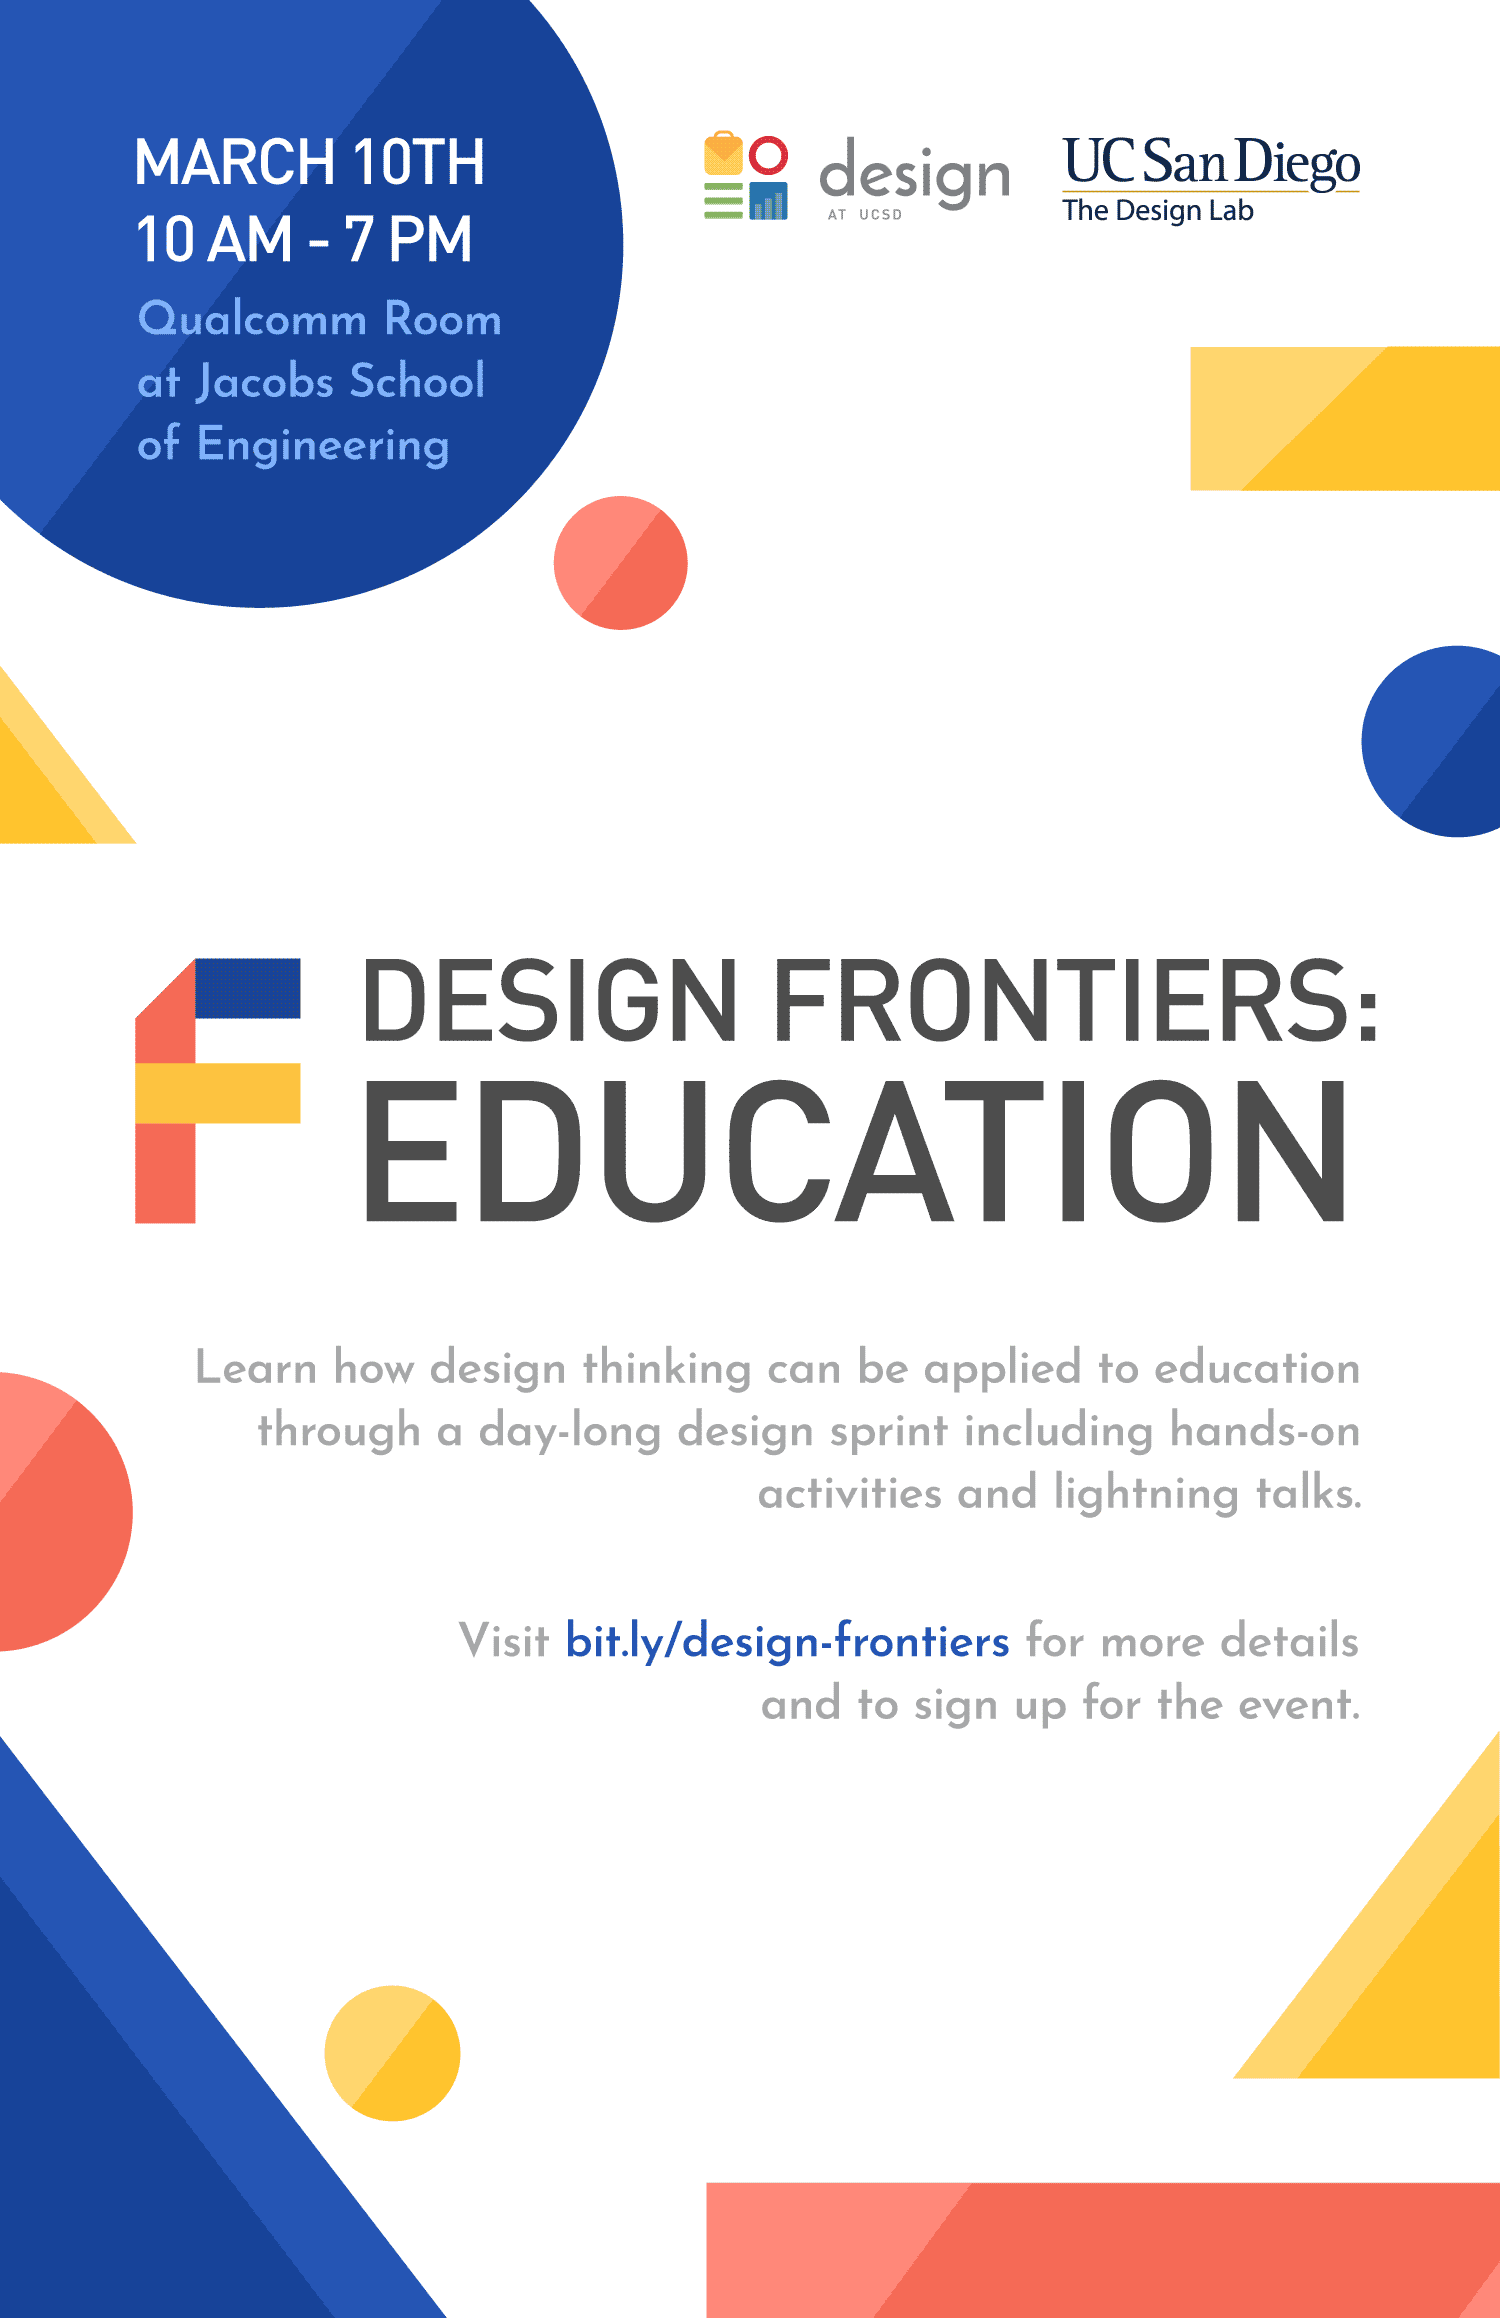 MARCH 10TH
10 AM - 7 PM
Qualcomm Room
at Jacobs School
of Engineering
design
AT UCSD
UC San Diego
The Design Lab
DESIGN FRONTIERS:
EDUCATION
Learn how design thinking can be applied to education
through a day-long design sprint including hands-on
activities and lightning talks.
Visit bit.ly/design-frontiers for more details
and to sign up for the event.